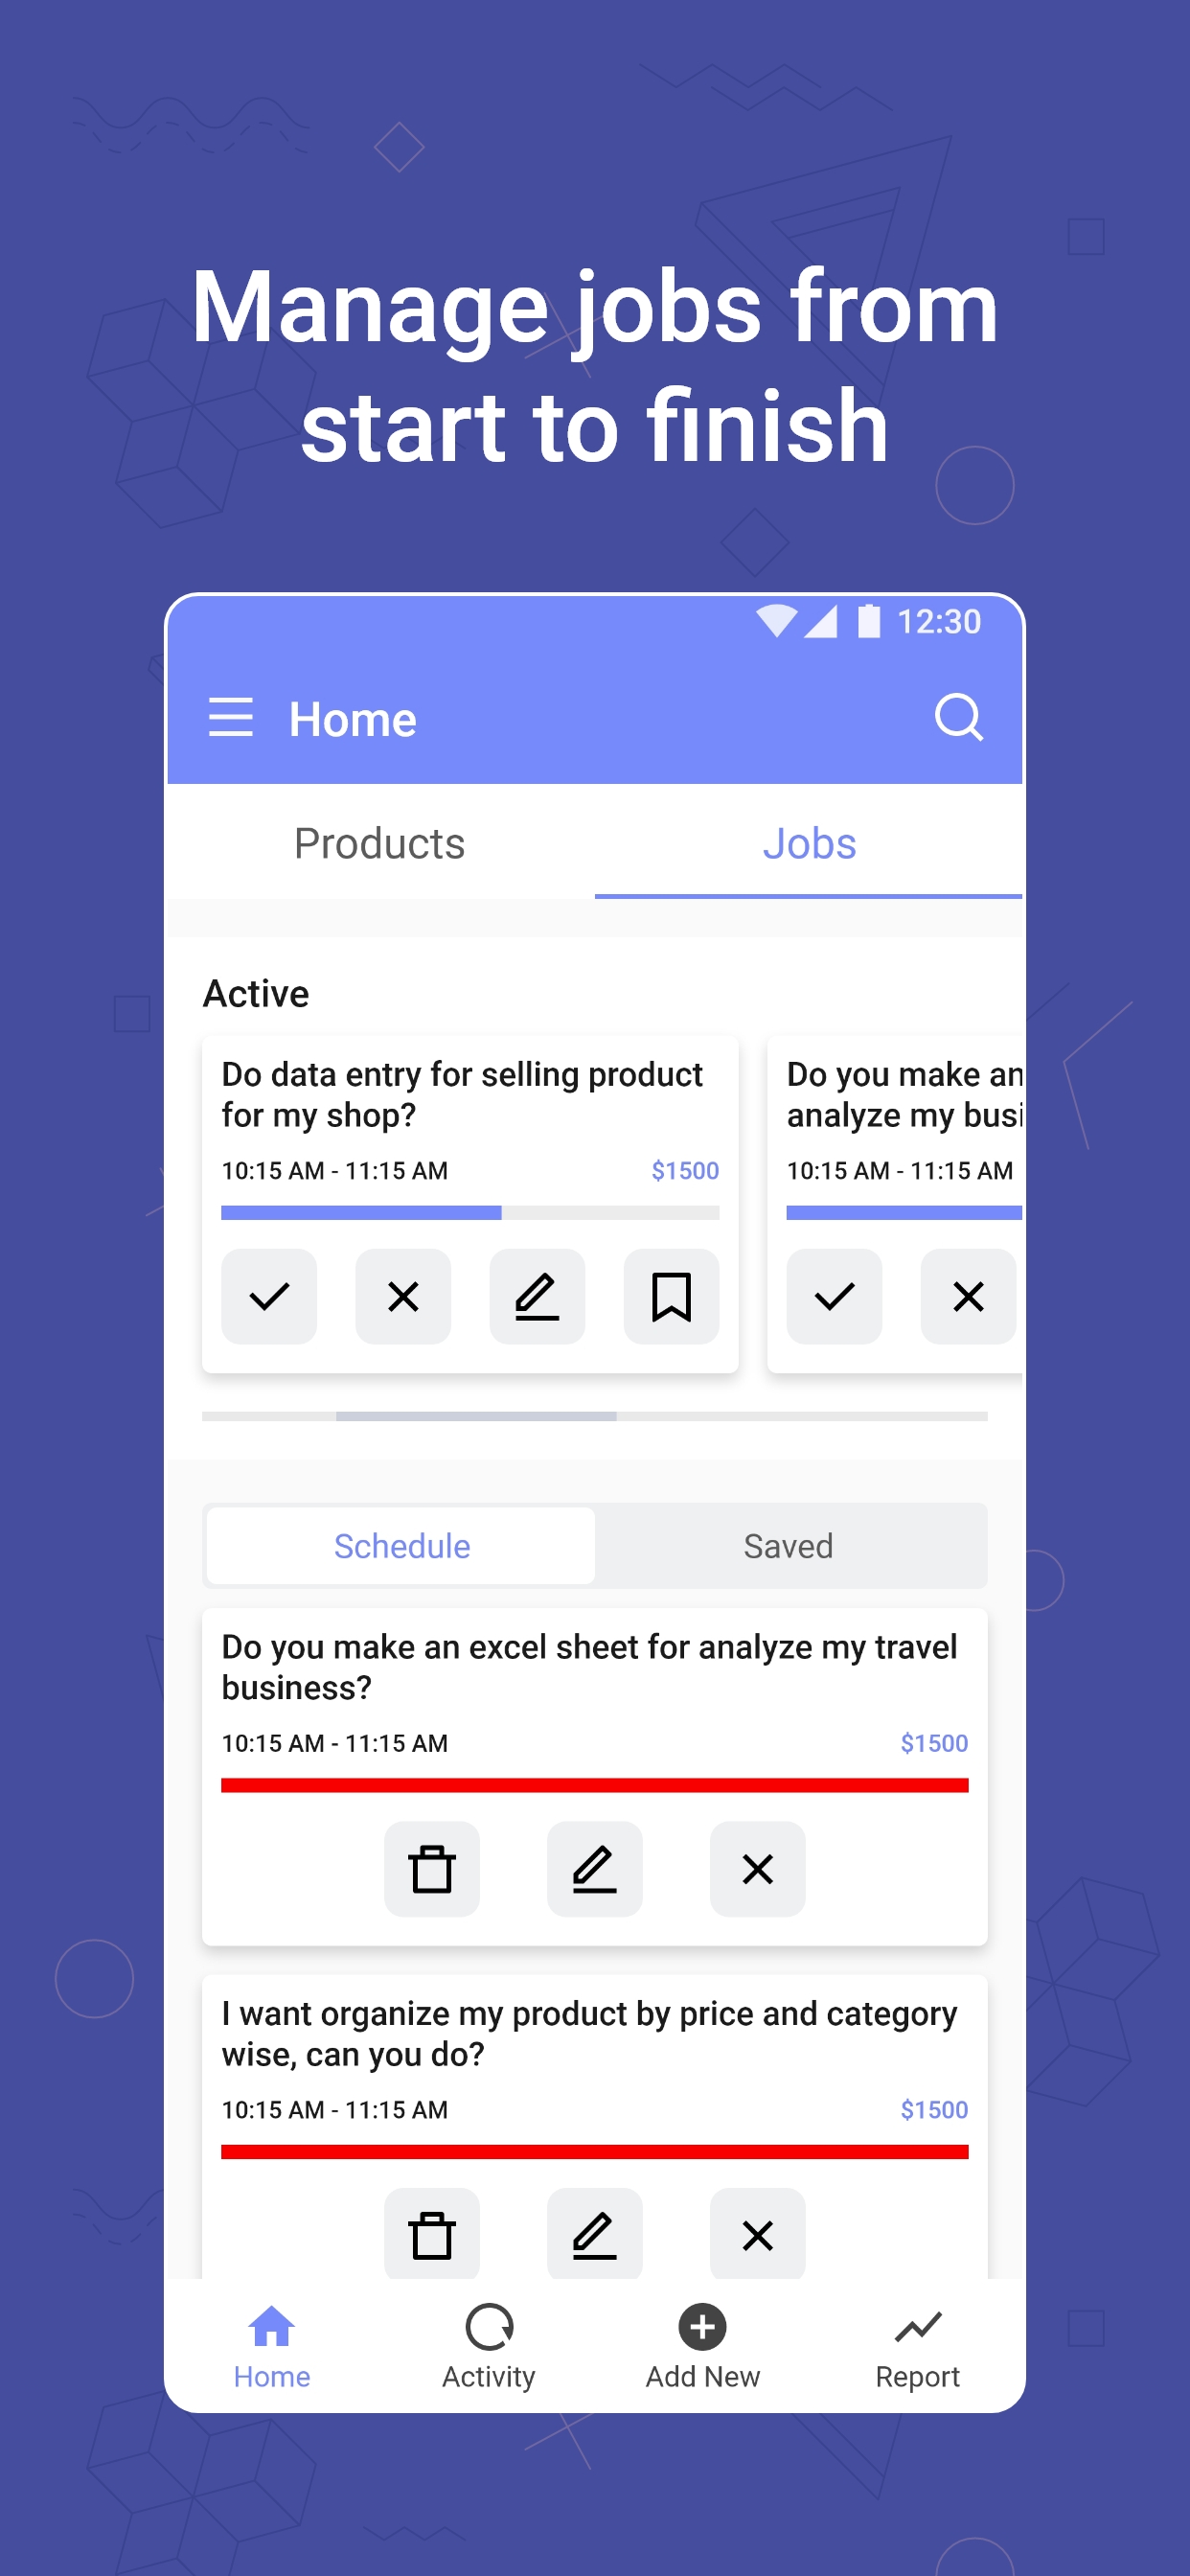 Manage jobs from
start to finish
12:30
Home
Products
Jobs
Active
Do data entry for selling product
for my shop?
10:15 AM - 11:15 AM
$1500
Do you make an
analyze my busi
10:15 AM - 11:15 AM
Schedule
Saved
Do you make an excel sheet for analyze my travel
business?
10:15 AM - 11:15 AM
$1500
I want organize my product by price and category
wise, can you do?
10:15 AM - 11:15 AM
$1500
Home
Activity
Add New
Report